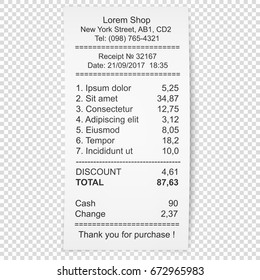 Lorem Shop
New York Street, AB1, CD2
Tel: (098) 765-4321
==============================
Receipt № 32167
Date: 21/09/2017 18:35
==============================
1. Ipsum dolor 5,25
2. Sit amet 34,87
3. Consectetur 12,75
4. Adipiscing elit 3,12
5. Eiusmod 8,05
6. Tempor 18,2
7. Incididunt ut 10,0
------------------------------
DISCOUNT 4,61
TOTAL 87,63
Cash 90
Change 2,37
==============================
Thank you for purchase !
shutterstock.com · 672965983